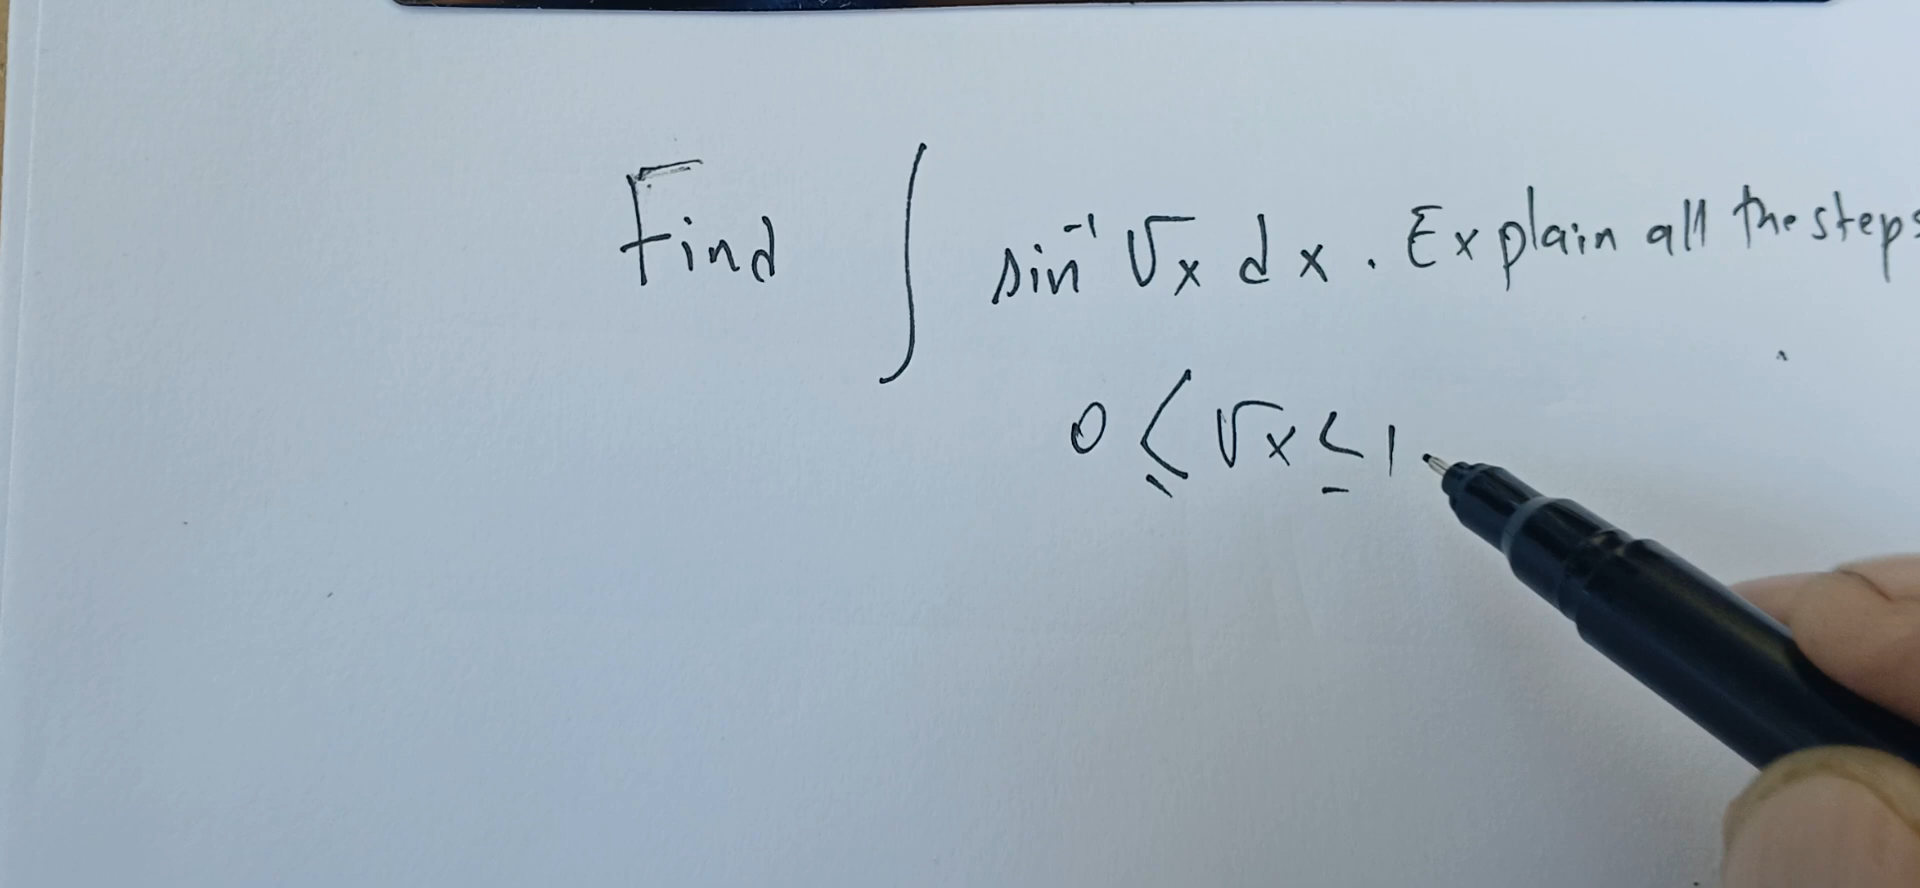 Find ∫ sin⁻¹ √x dx. Explain all the steps
0 ≤ √x ≤ 1